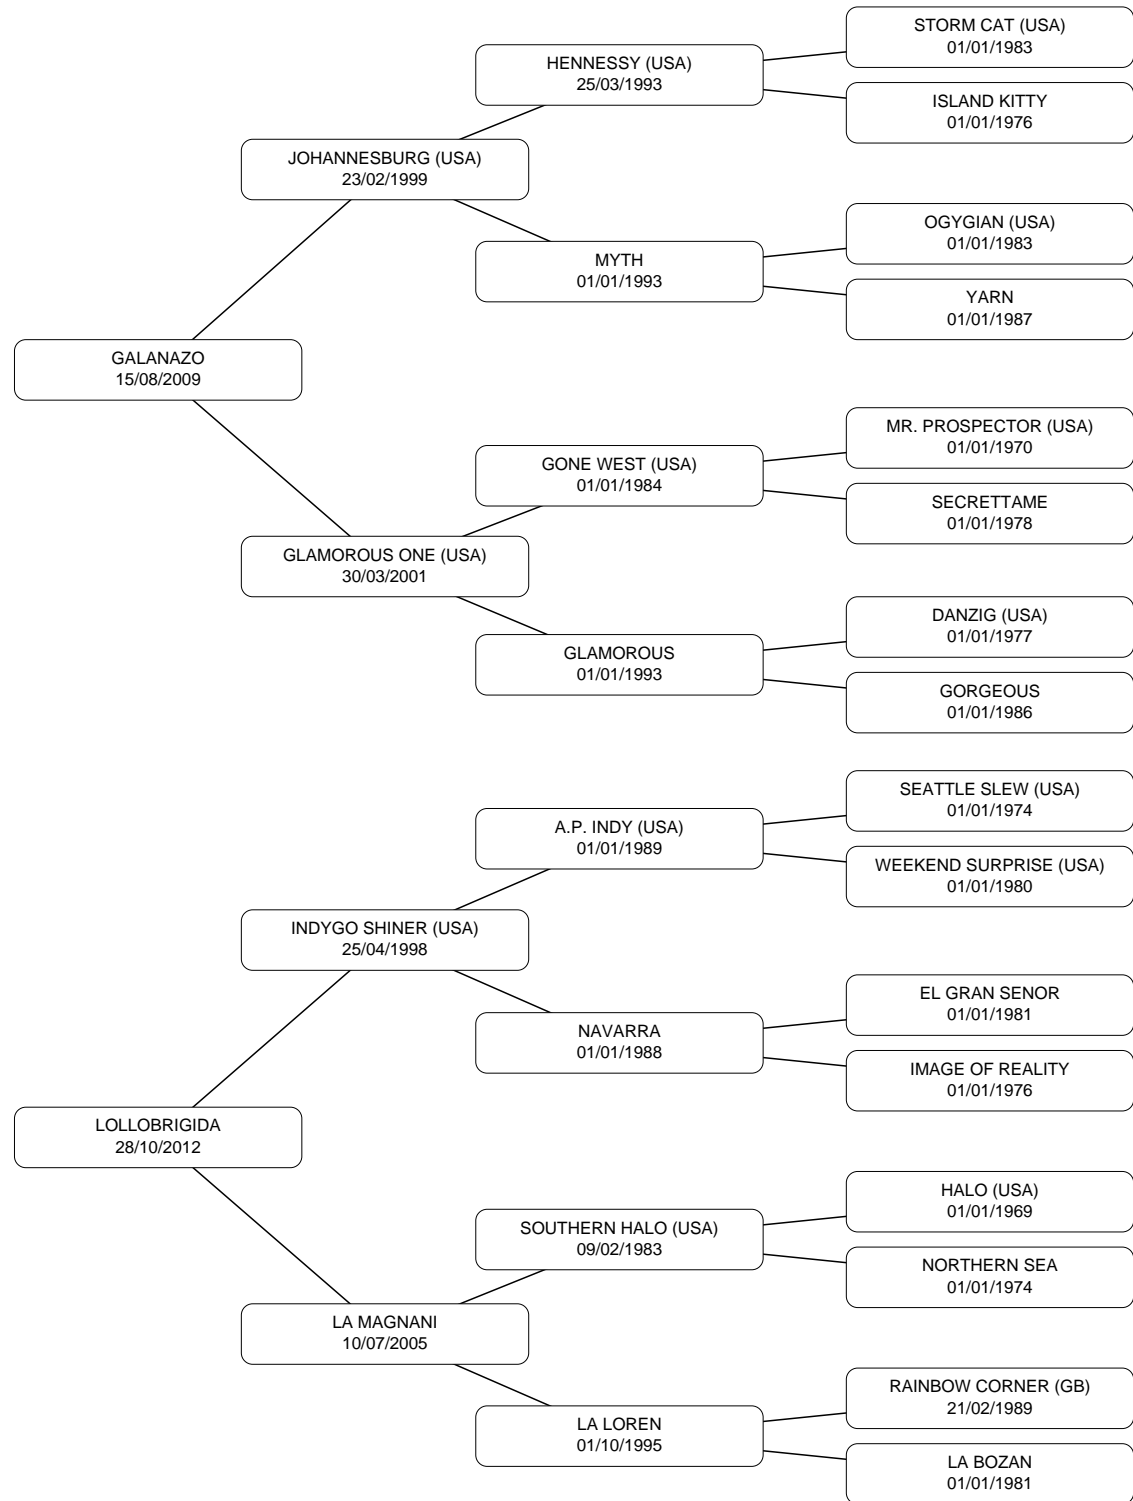 STORM CAT (USA)
01/01/1983
HENNESSY (USA)
25/03/1993
ISLAND KITTY
01/01/1976
JOHANNESBURG (USA)
23/02/1999
OGYGIAN (USA)
01/01/1983
MYTH
01/01/1993
YARN
01/01/1987
GALANAZO
15/08/2009
MR. PROSPECTOR (USA)
01/01/1970
GONE WEST (USA)
01/01/1984
SECRETTAME
01/01/1978
GLAMOROUS ONE (USA)
30/03/2001
DANZIG (USA)
01/01/1977
GLAMOROUS
01/01/1993
GORGEOUS
01/01/1986
SEATTLE SLEW (USA)
01/01/1974
A.P. INDY (USA)
01/01/1989
WEEKEND SURPRISE (USA)
01/01/1980
INDYGO SHINER (USA)
25/04/1998
EL GRAN SENOR
01/01/1981
NAVARRA
01/01/1988
IMAGE OF REALITY
01/01/1976
LOLLOBRIGIDA
28/10/2012
HALO (USA)
01/01/1969
SOUTHERN HALO (USA)
09/02/1983
NORTHERN SEA
01/01/1974
LA MAGNANI
10/07/2005
RAINBOW CORNER (GB)
21/02/1989
LA LOREN
01/10/1995
LA BOZAN
01/01/1981